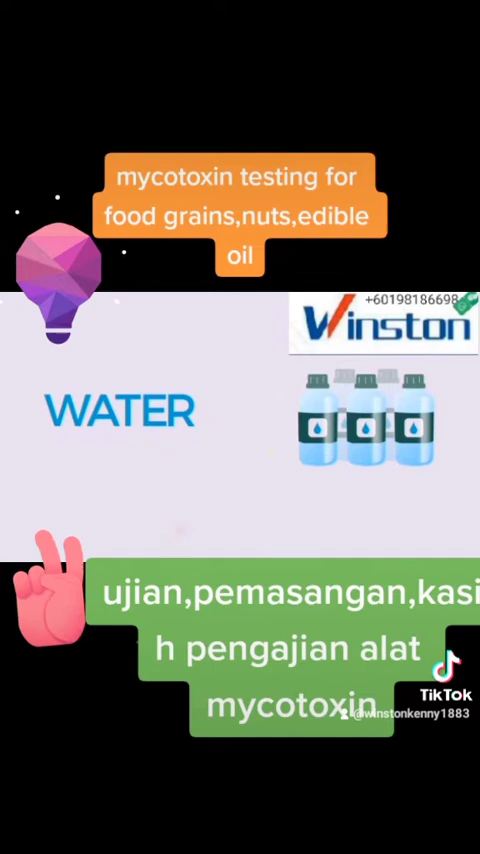 mycotoxin testing for
food grains,nuts,edible
oil
+60198186698
Winston
WATER
ujian,pemasangan,kasi
h pengajian alat
mycotoxin
TikTok
@winstonkenny1883